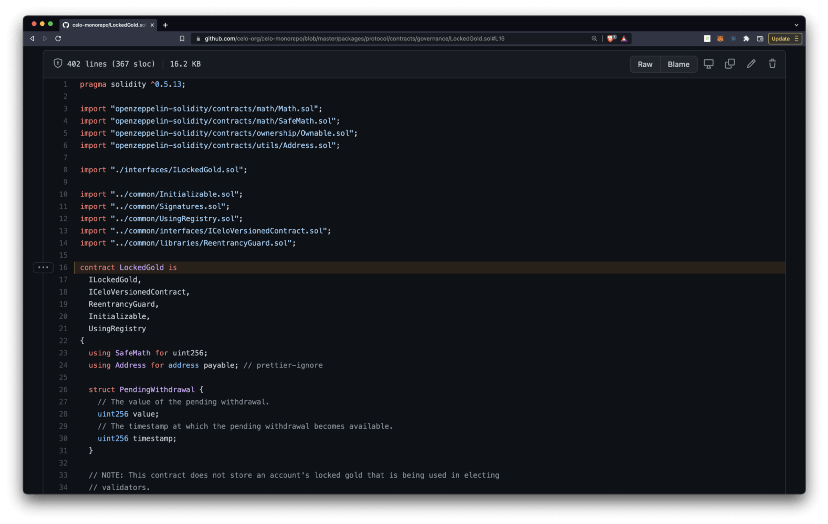 celo-monorepo/LockedGold.sol
github.com/celo-org/celo-monorepo/blob/master/packages/protocol/contracts/governance/LockedGold.sol#L16
Update
402 lines (367 sloc) 16.2 KB
Raw Blame
1 pragma solidity ^0.5.13;
2
3 import "openzeppelin-solidity/contracts/math/Math.sol";
4 import "openzeppelin-solidity/contracts/math/SafeMath.sol";
5 import "openzeppelin-solidity/contracts/ownership/Ownable.sol";
6 import "openzeppelin-solidity/contracts/utils/Address.sol";
7
8 import "./interfaces/ILockedGold.sol";
9
10 import "../common/Initializable.sol";
11 import "../common/Signatures.sol";
12 import "../common/UsingRegistry.sol";
13 import "../common/interfaces/ICeloVersionedContract.sol";
14 import "../common/libraries/ReentrancyGuard.sol";
15
16 contract LockedGold is
17 ILockedGold,
18 ICeloVersionedContract,
19 ReentrancyGuard,
20 Initializable,
21 UsingRegistry
22 {
23 using SafeMath for uint256;
24 using Address for address payable; // prettier-ignore
25
26 struct PendingWithdrawal {
27 // The value of the pending withdrawal.
28 uint256 value;
29 // The timestamp at which the pending withdrawal becomes available.
30 uint256 timestamp;
31 }
32
33 // NOTE: This contract does not store an account's locked gold that is being used in electing
34 // validators.